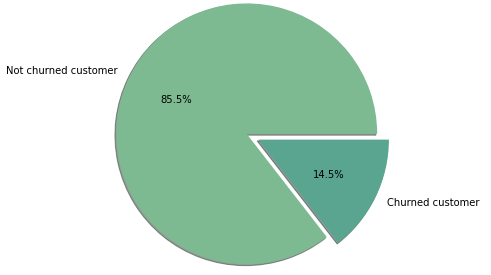 Not churned customer
85.5%
14.5%
Churned customer